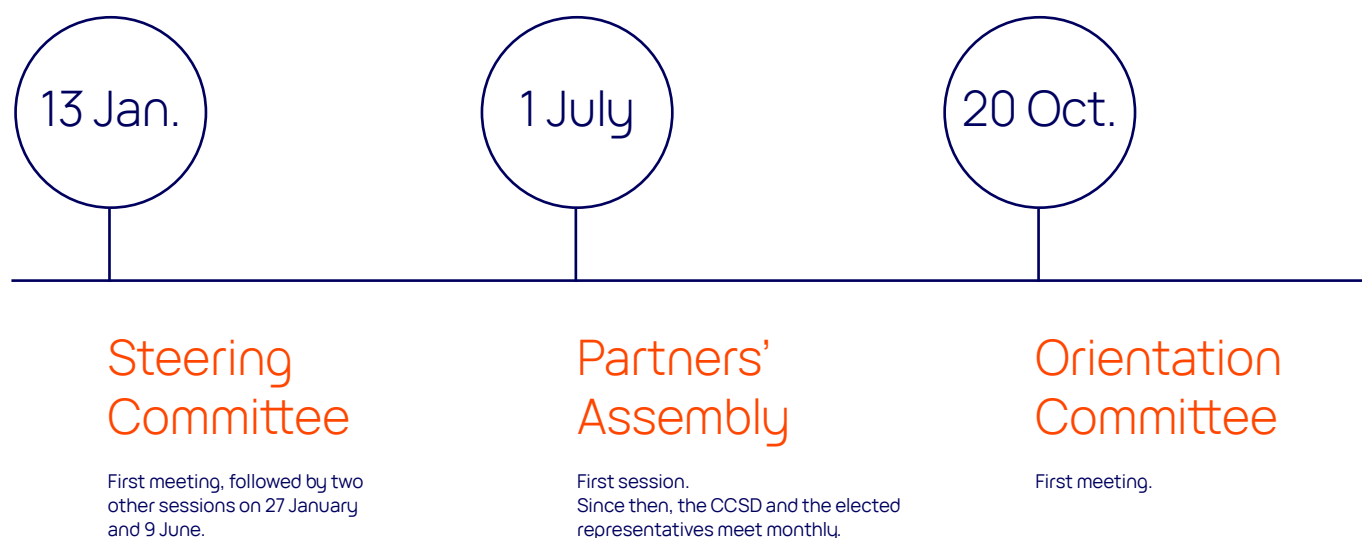 13 Jan.
1 July
20 Oct.
Steering
Committee
First meeting, followed by two
other sessions on 27 January
and 9 June.
Partners’
Assembly
First session.
Since then, the CCSD and the elected
representatives meet monthly.
Orientation
Committee
First meeting.